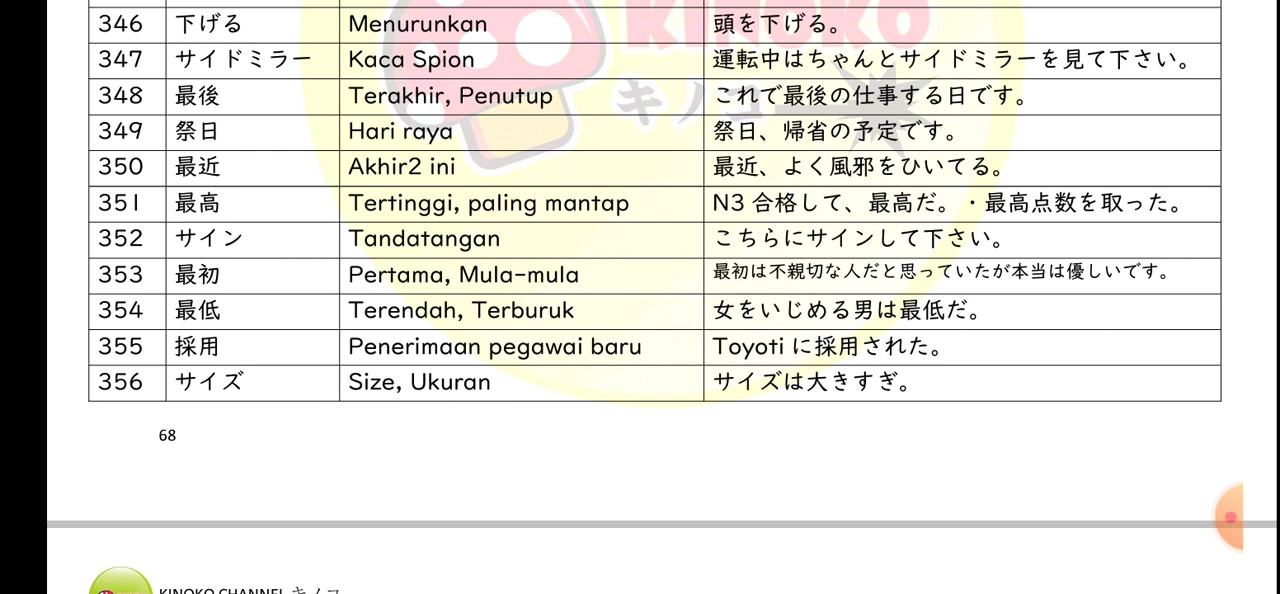 KINOKO
キノコ
346 下げる Menurunkan 頭を下げる。
347 サイドミラー Kaca Spion 運転中はちゃんとサイドミラーを見て下さい。
348 最後 Terakhir, Penutup これで最後の仕事する日です。
349 祭日 Hari raya 祭日、帰省の予定です。
350 最近 Akhir2 ini 最近、よく風邪をひいてる。
351 最高 Tertinggi, paling mantap N3 合格して、最高だ。・最高点数を取った。
352 サイン Tandatangan こちらにサインして下さい。
353 最初 Pertama, Mula-mula 最初は不親切な人だと思っていたが本当は優しいです。
354 最低 Terendah, Terburuk 女をいじめる男は最低だ。
355 採用 Penerimaan pegawai baru Toyoti に採用された。
356 サイズ Size, Ukuran サイズは大きすぎ。
68
KINOKO CHANNEL キノコ